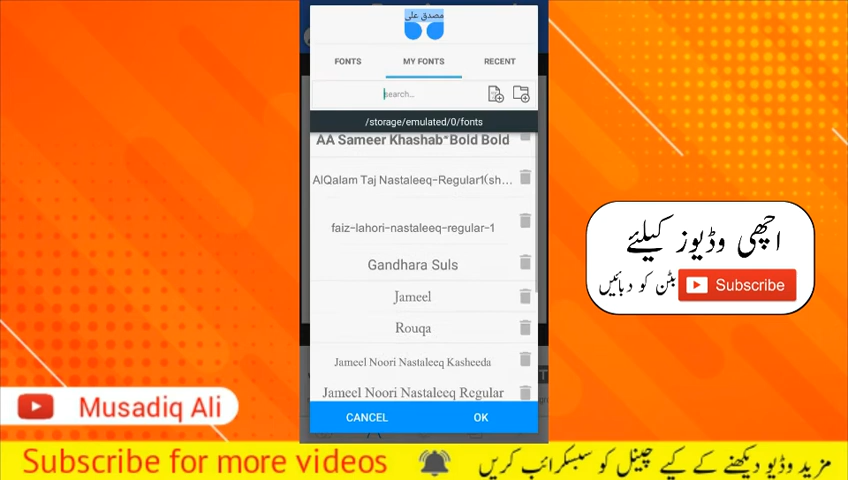 مصدق علی
FONTS
MY FONTS
RECENT
search...
/storage/emulated/0/fonts
AA Sameer Khashab*Bold Bold
AlQalam Taj Nastaleeq-Regular1(sh...
faiz-lahori-nastaleeq-regular-1
Gandhara Suls
Jameel
Rouqa
Jameel Noori Nastaleeq Kasheeda
Jameel Noori Nastaleeq Regular
CANCEL
OK
اچھی وڈیوز کیلئے
Subscribe بٹن کو دبائیں
Musadiq Ali
Subscribe for more videos
مزید وڈیو دیکھنے کے کیے چینل کو سبسکرائب کریں